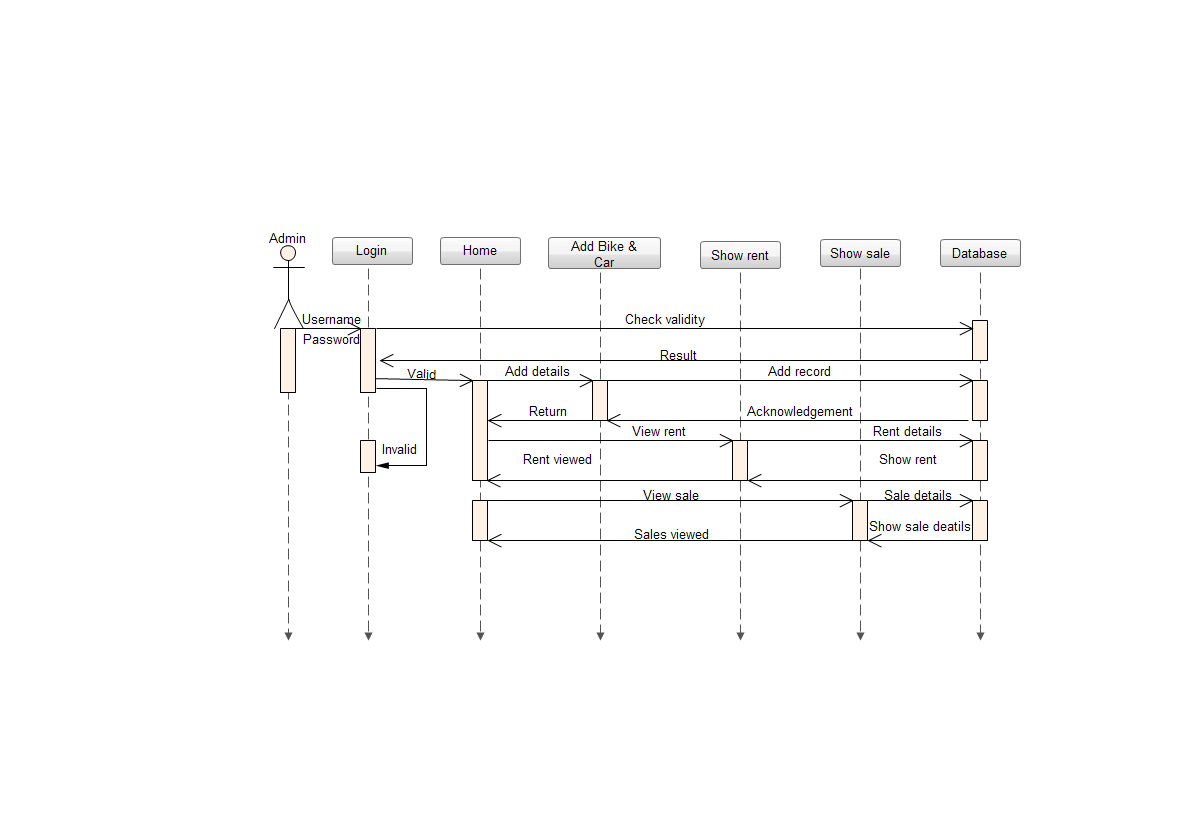 Admin
Login
Home
Add Bike &
Car
Show rent
Show sale
Database
Username
Password
Check validity
Result
Valid
Add details
Add record
Return
Acknowledgement
View rent
Rent details
Invalid
Rent viewed
Show rent
View sale
Sale details
Show sale deatils
Sales viewed